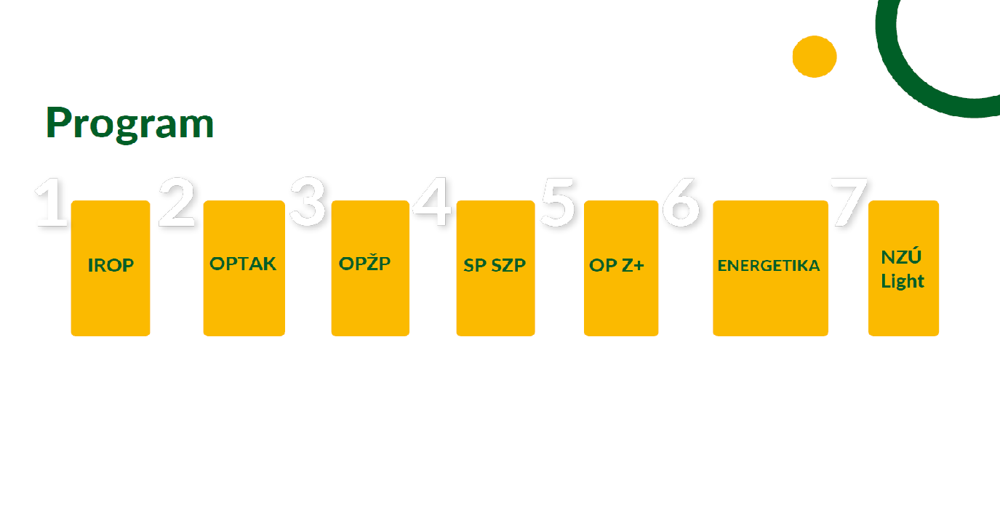 Program
1
IROP
2
OPTAK
3
OPŽP
4
SP SZP
5
OP Z+
6
ENERGETIKA
7
NZÚ
Light